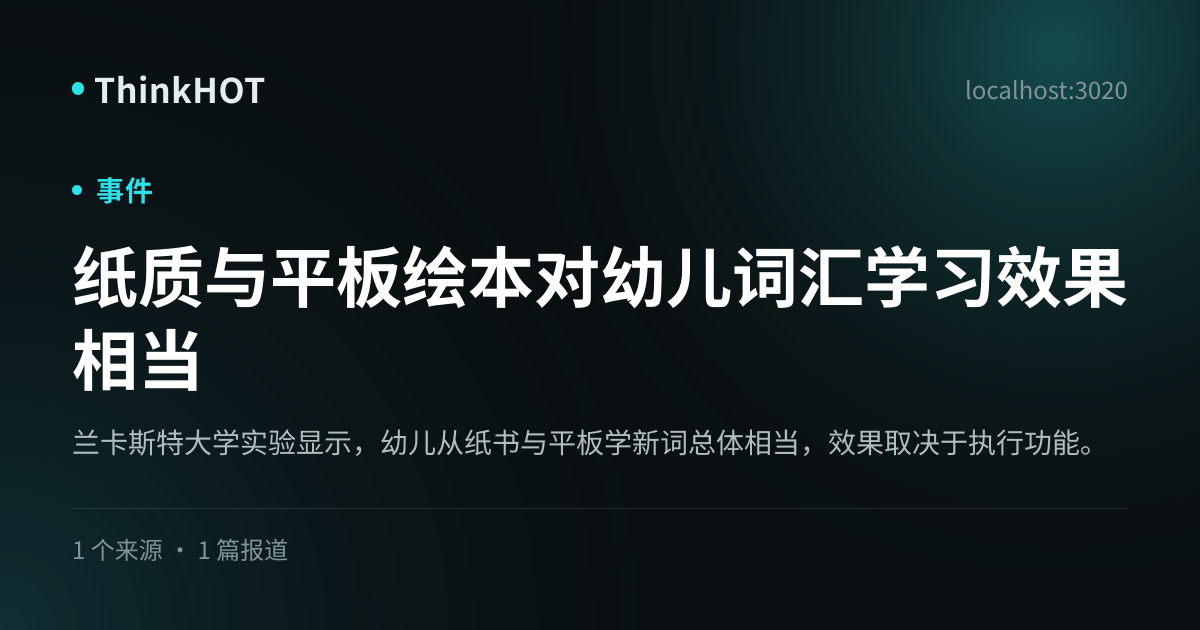 ThinkHOT
localhost:3020
事件
纸质与平板绘本对幼儿词汇学习效果
相当
兰卡斯特大学实验显示，幼儿从纸书与平板学新词总体相当，效果取决于执行功能。
1 个来源 · 1 篇报道